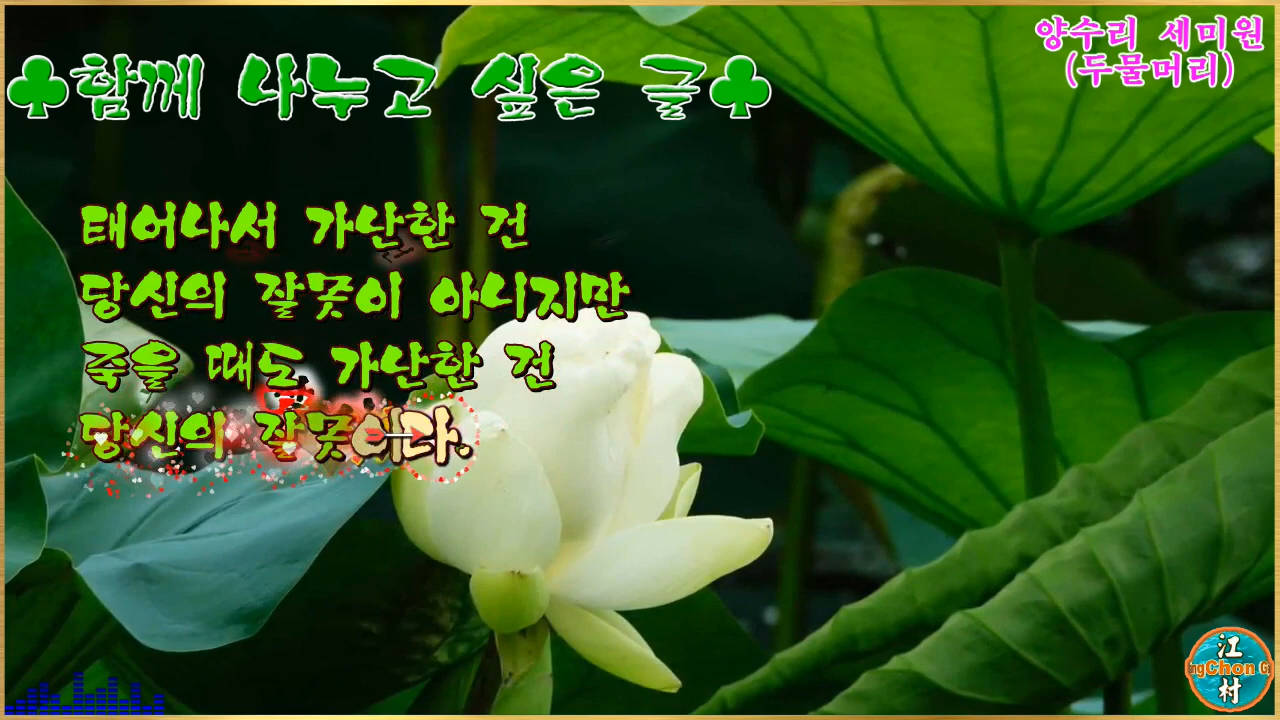 ♣함께 나누고 싶은 글♣
양수리 세미원
(두물머리)
태어나서 가난한 건
당신의 잘못이 아니지만
죽을 때도 가난한 건
당신의 잘못이다.
江
ngChon G
村